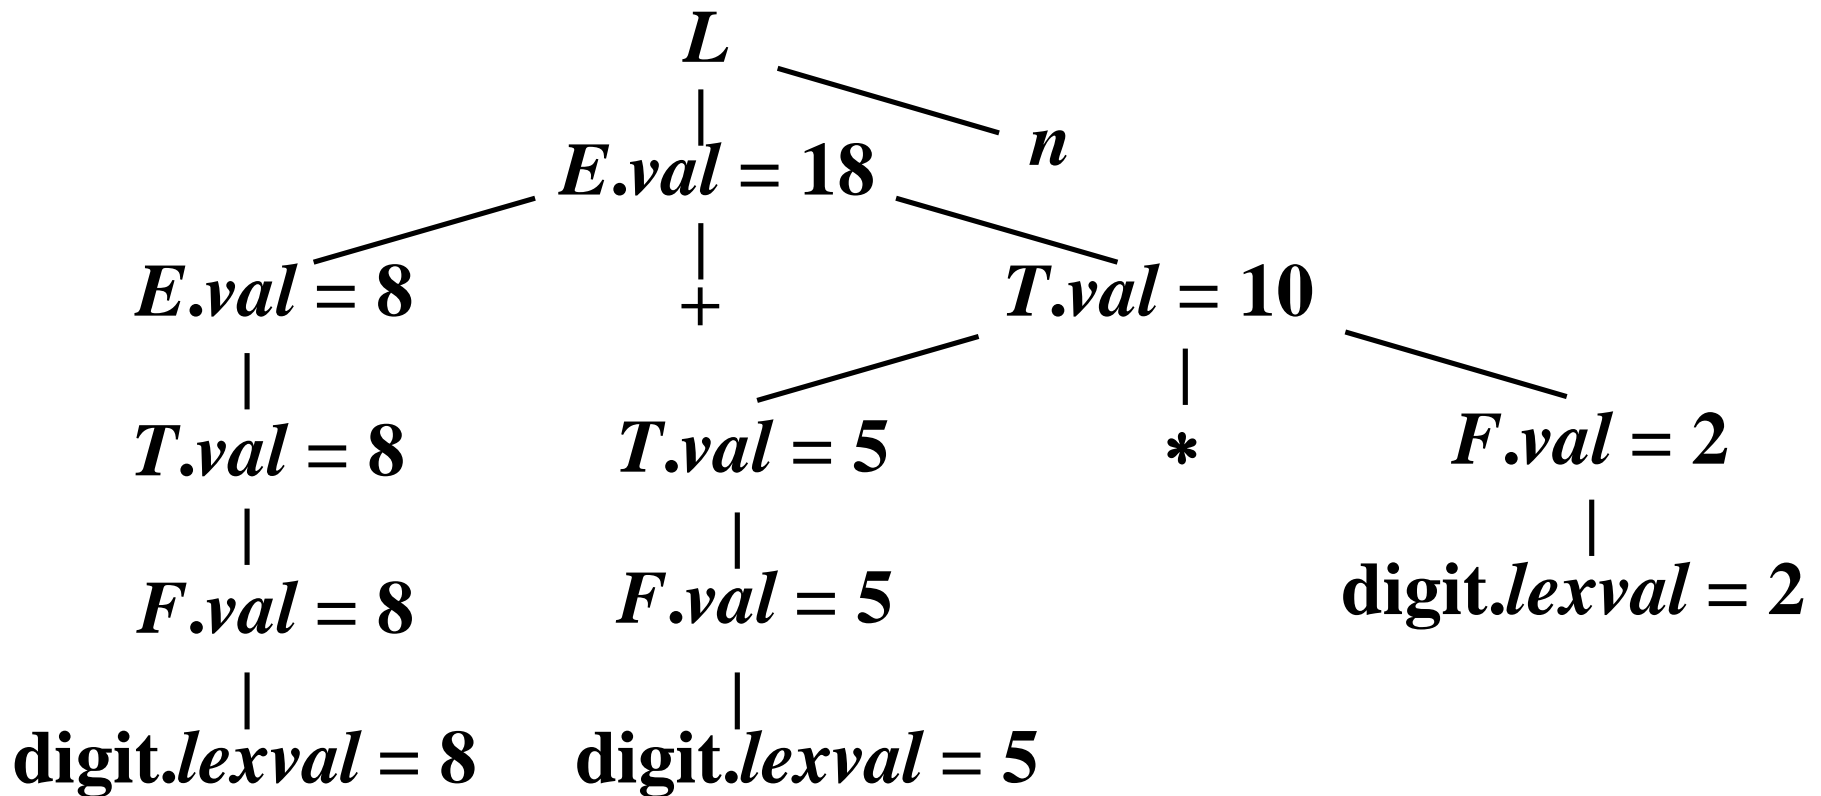 L
n
E.val = 18
E.val = 8
+
T.val = 10
T.val = 8
T.val = 5
*
F.val = 2
F.val = 8
F.val = 5
digit.lexval = 2
digit.lexval = 8
digit.lexval = 5